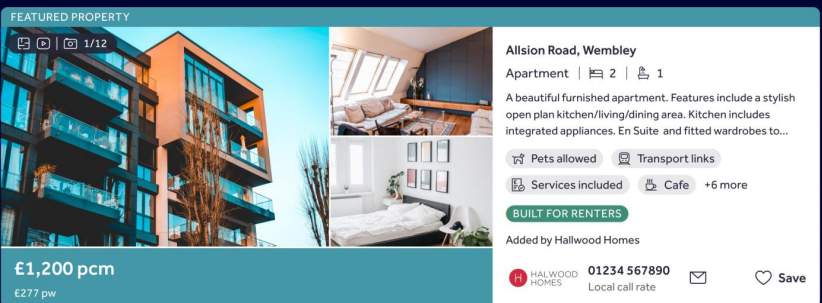 FEATURED PROPERTY
1/12
Allsion Road, Wembley
Apartment | 2 | 1
A beautiful furnished apartment. Features include a stylish
open plan kitchen/living/dining area. Kitchen includes
integrated appliances. En Suite and fitted wardrobes to...
Pets allowed Transport links
Services included Cafe +6 more
BUILT FOR RENTERS
Added by Hallwood Homes
£1,200 pcm
£277 pw
H HALWOOD
HOMES
01234 567890
Local call rate
Save